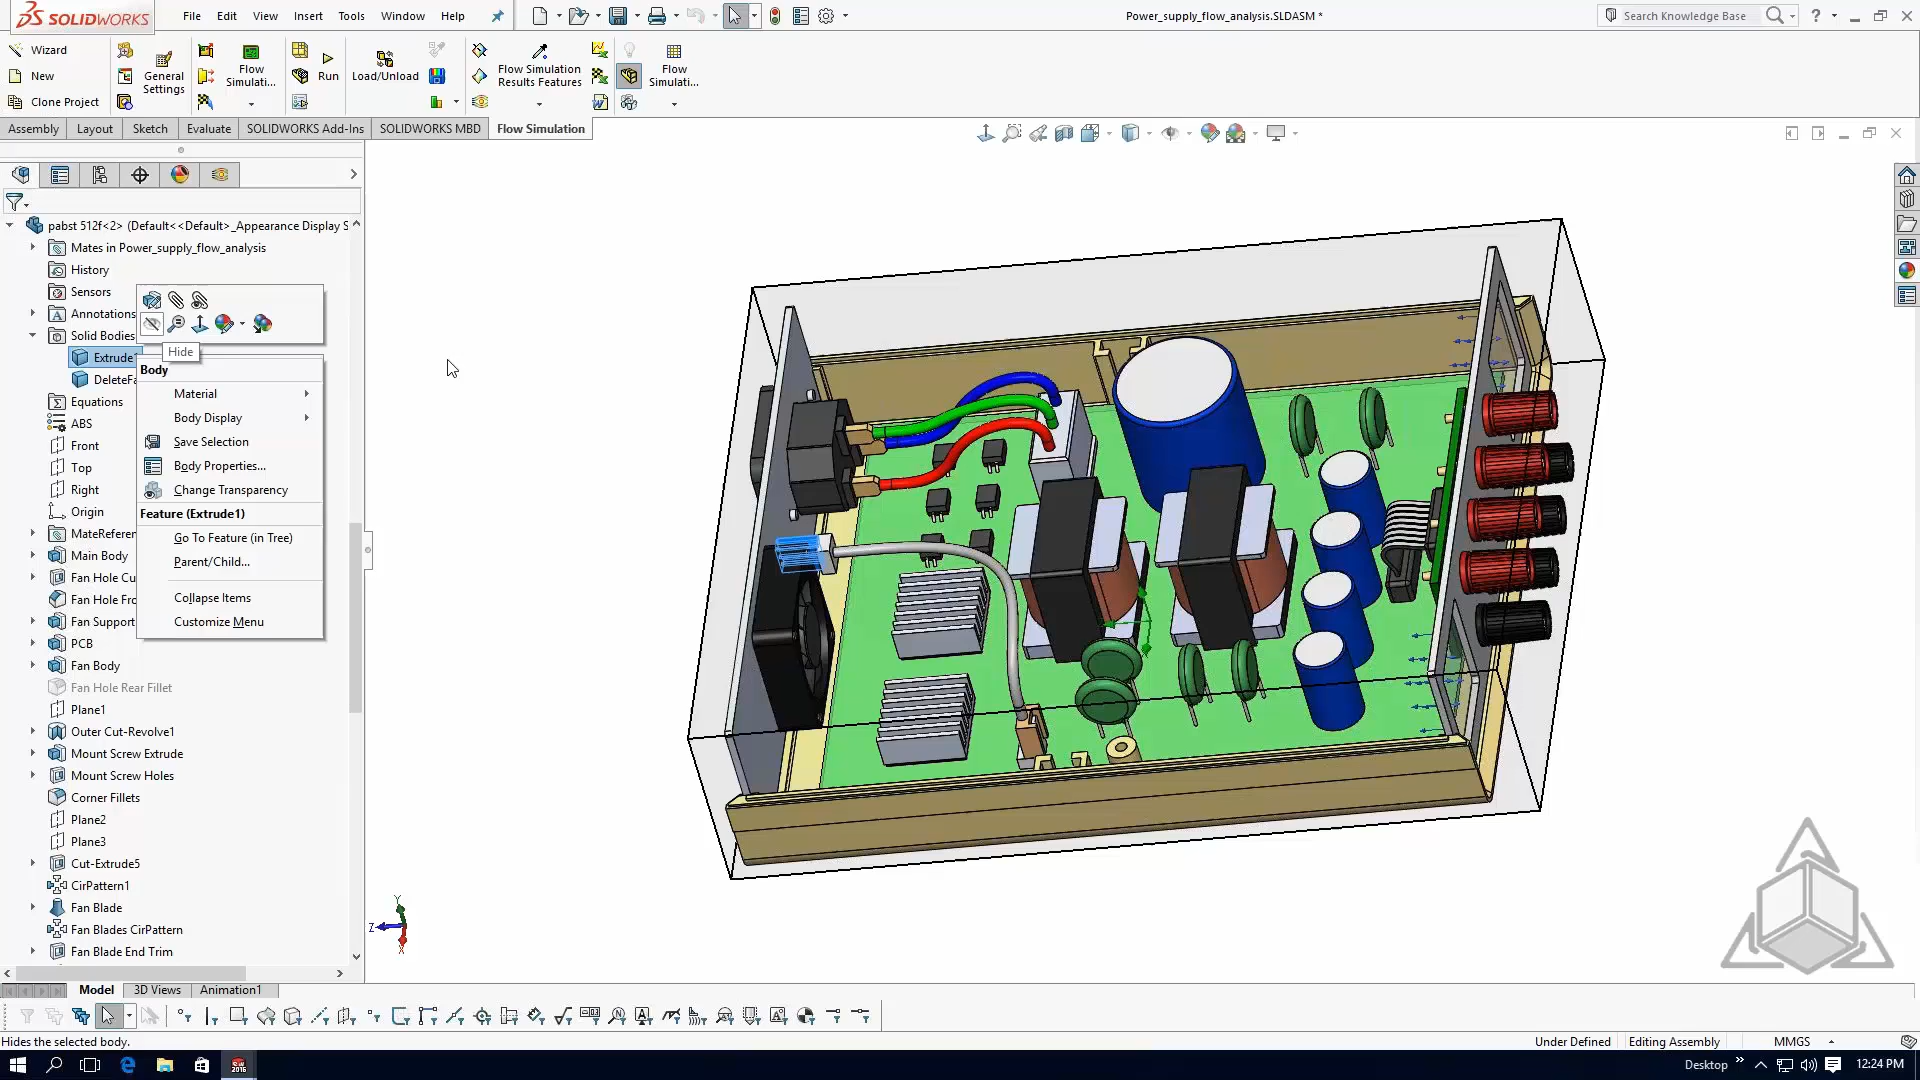 SOLIDWORKS
File
Edit
View
Insert
Tools
Window
Help
Power_supply_flow_analysis.SLDASM *
Search Knowledge Base
Wizard
New
Clone Project
General
Settings
Flow
Simulati...
Run
Load/Unload
Flow Simulation
Results Features
Flow
Simulati...
Assembly
Layout
Sketch
Evaluate
SOLIDWORKS Add-Ins
SOLIDWORKS MBD
Flow Simulation
pabst 512f<2> (Default<<Default>_Appearance Display S
Mates in Power_supply_flow_analysis
History
Sensors
Annotations
Solid Bodies
Extrude1
Hide
Body
DeleteFa
Material
Equations
Body Display
ABS
Save Selection
Front
Top
Body Properties...
Right
Change Transparency
Origin
Feature (Extrude1)
MateReferen
Go To Feature (in Tree)
Main Body
Parent/Child...
Fan Hole Cu
Fan Hole Fro
Collapse Items
Fan Support
Customize Menu
PCB
Fan Body
Fan Hole Rear Fillet
Plane1
Outer Cut-Revolve1
Mount Screw Extrude
Mount Screw Holes
Corner Fillets
Plane2
Plane3
Cut-Extrude5
CirPattern1
Fan Blade
Fan Blades CirPattern
Fan Blade End Trim
Y
Z
X
Model
3D Views
Animation1
Hides the selected body.
Under Defined
Editing Assembly
MMGS
SW
2016
Desktop
12:24 PM